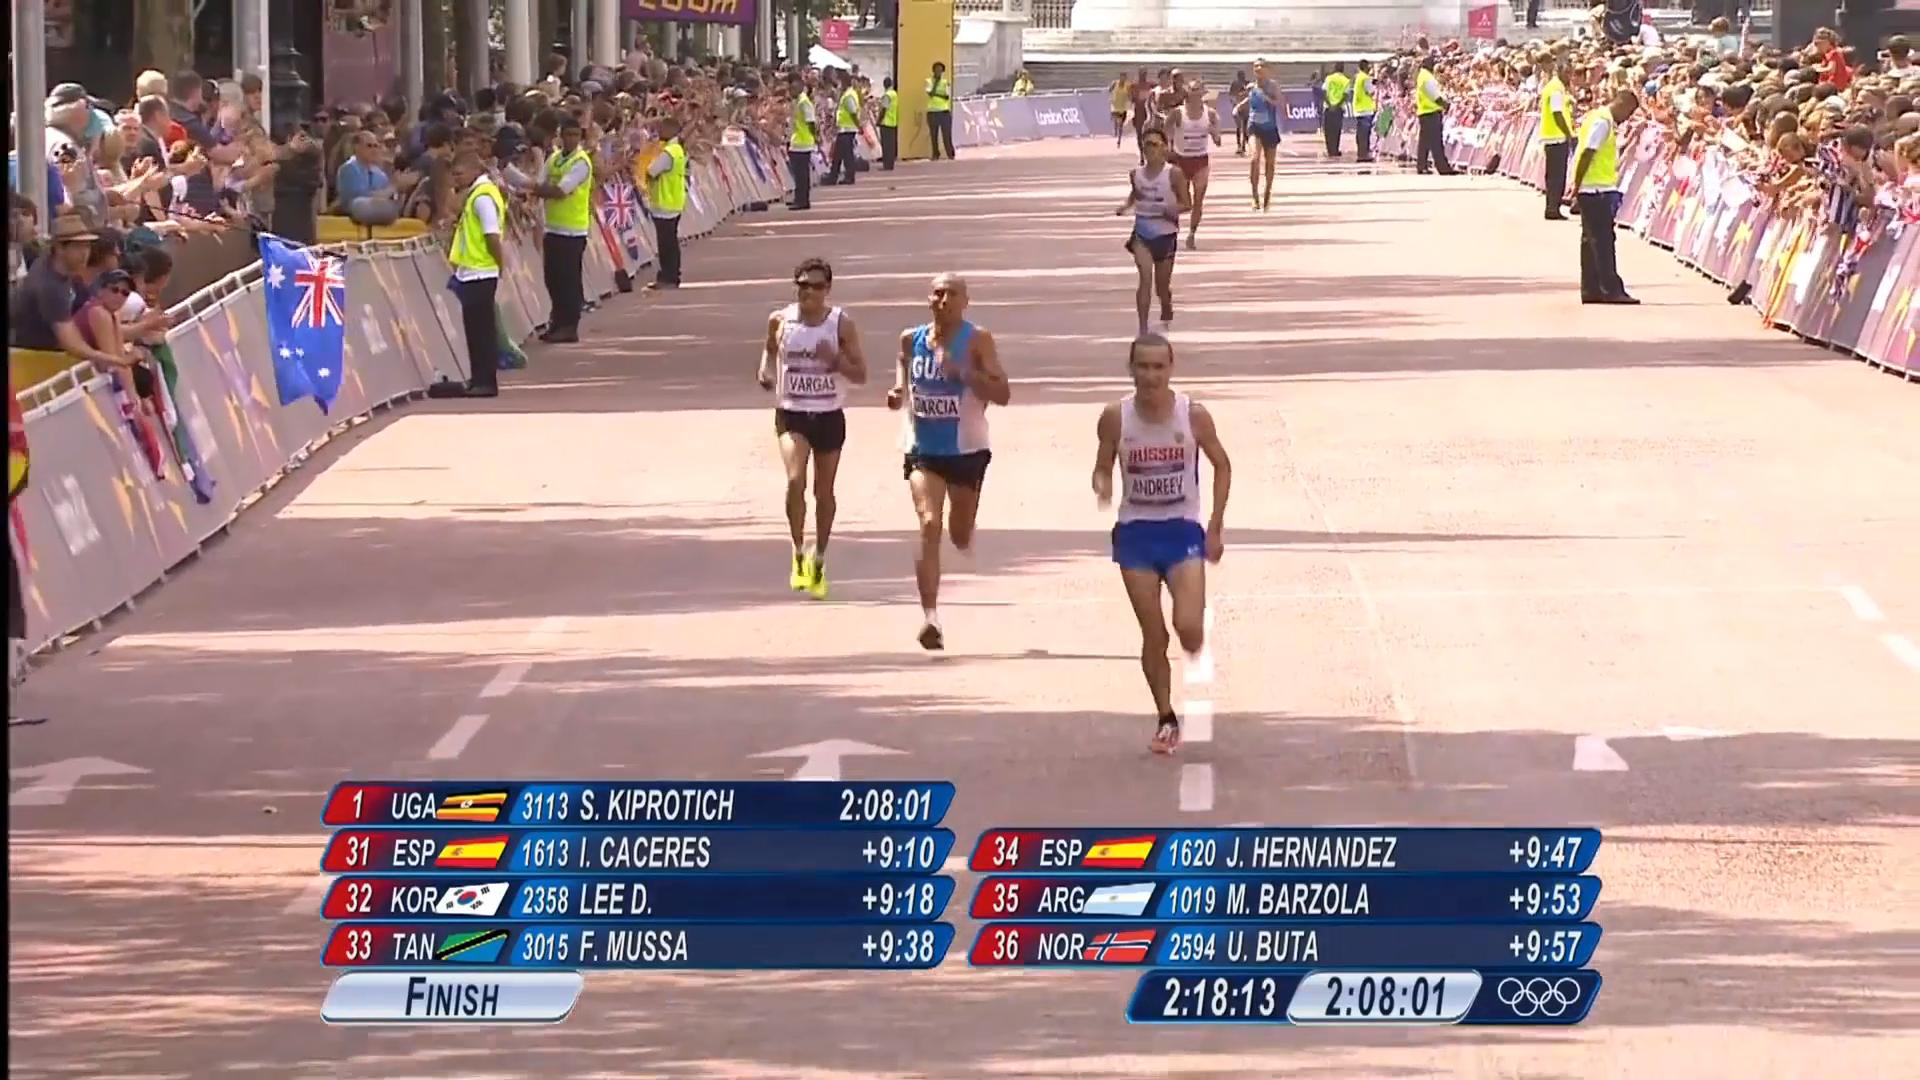 London 2012
VARGAS
GARCIA
RUSSIA
ANDREEV
1 UGA 3113 S. KIPROTICH 2:08:01
31 ESP 1613 I. CACERES +9:10
32 KOR 2358 LEE D. +9:18
33 TAN 3015 F. MUSSA +9:38
34 ESP 1620 J. HERNANDEZ +9:47
35 ARG 1019 M. BARZOLA +9:53
36 NOR 2594 U. BUTA +9:57
FINISH
2:18:13 2:08:01